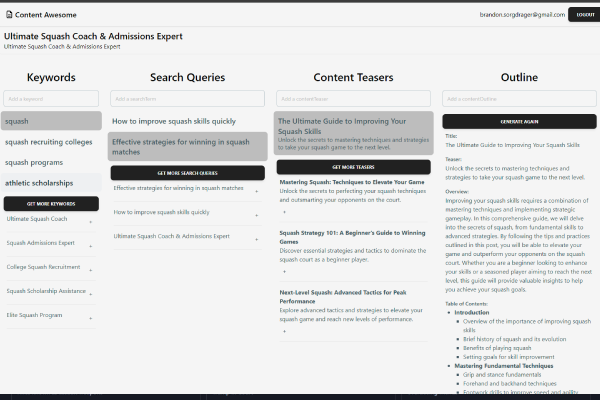 Content Awesome
brandon.sorgdrager@gmail.com
LOGOUT
Ultimate Squash Coach & Admissions Expert
Ultimate Squash Coach & Admissions Expert
Keywords
Add a keyword
squash
squash recruiting colleges
squash programs
athletic scholarships
GET MORE KEYWORDS
Ultimate Squash Coach
+
Squash Admissions Expert
+
College Squash Recruitment
+
Squash Scholarship Assistance
+
Elite Squash Program
+
Search Queries
Add a searchTerm
How to improve squash skills quickly
Effective strategies for winning in squash
matches
GET MORE SEARCH QUERIES
Effective strategies for winning in squash matches
+
How to improve squash skills quickly
+
Ultimate Squash Coach & Admissions Expert
+
Content Teasers
Add a contentTeaser
The Ultimate Guide to Improving Your
Squash Skills
Unlock the secrets to mastering techniques and strategies
to take your squash game to the next level.
GET MORE TEASERS
Mastering Squash: Techniques to Elevate Your Game
Unlock the secrets to perfecting your squash techniques
and outsmarting your opponents on the court.
+
Squash Strategy 101: A Beginner's Guide to Winning
Games
Discover essential strategies and tactics to dominate the
squash court as a beginner player.
+
Next-Level Squash: Advanced Tactics for Peak
Performance
Explore advanced tactics and strategies to elevate your
squash game and reach new levels of performance.
+
Outline
Add a contentOutline
GENERATE AGAIN
Title:
The Ultimate Guide to Improving Your Squash Skills
Teaser:
Unlock the secrets to mastering techniques and
strategies to take your squash game to the next level.
Overview:
Improving your squash skills requires a combination of
mastering techniques and implementing strategic
gameplay. In this comprehensive guide, we will delve
into the secrets of squash, from fundamental skills to
advanced strategies. By following the tips and practices
outlined in this post, you will be able to elevate your
game and outperform your opponents on the squash
court. Whether you are a beginner looking to enhance
your skills or a seasoned player aiming to reach the next
level, this guide will provide valuable insights to help
you achieve your squash goals.
Table of Contents:
Introduction
Overview of the importance of improving squash
skills
Brief history of squash and its evolution
Benefits of playing squash
Setting goals for skill improvement
Mastering Fundamental Techniques
Grip and stance fundamentals
Forehand and backhand techniques
Footwork drills to improve speed and agility